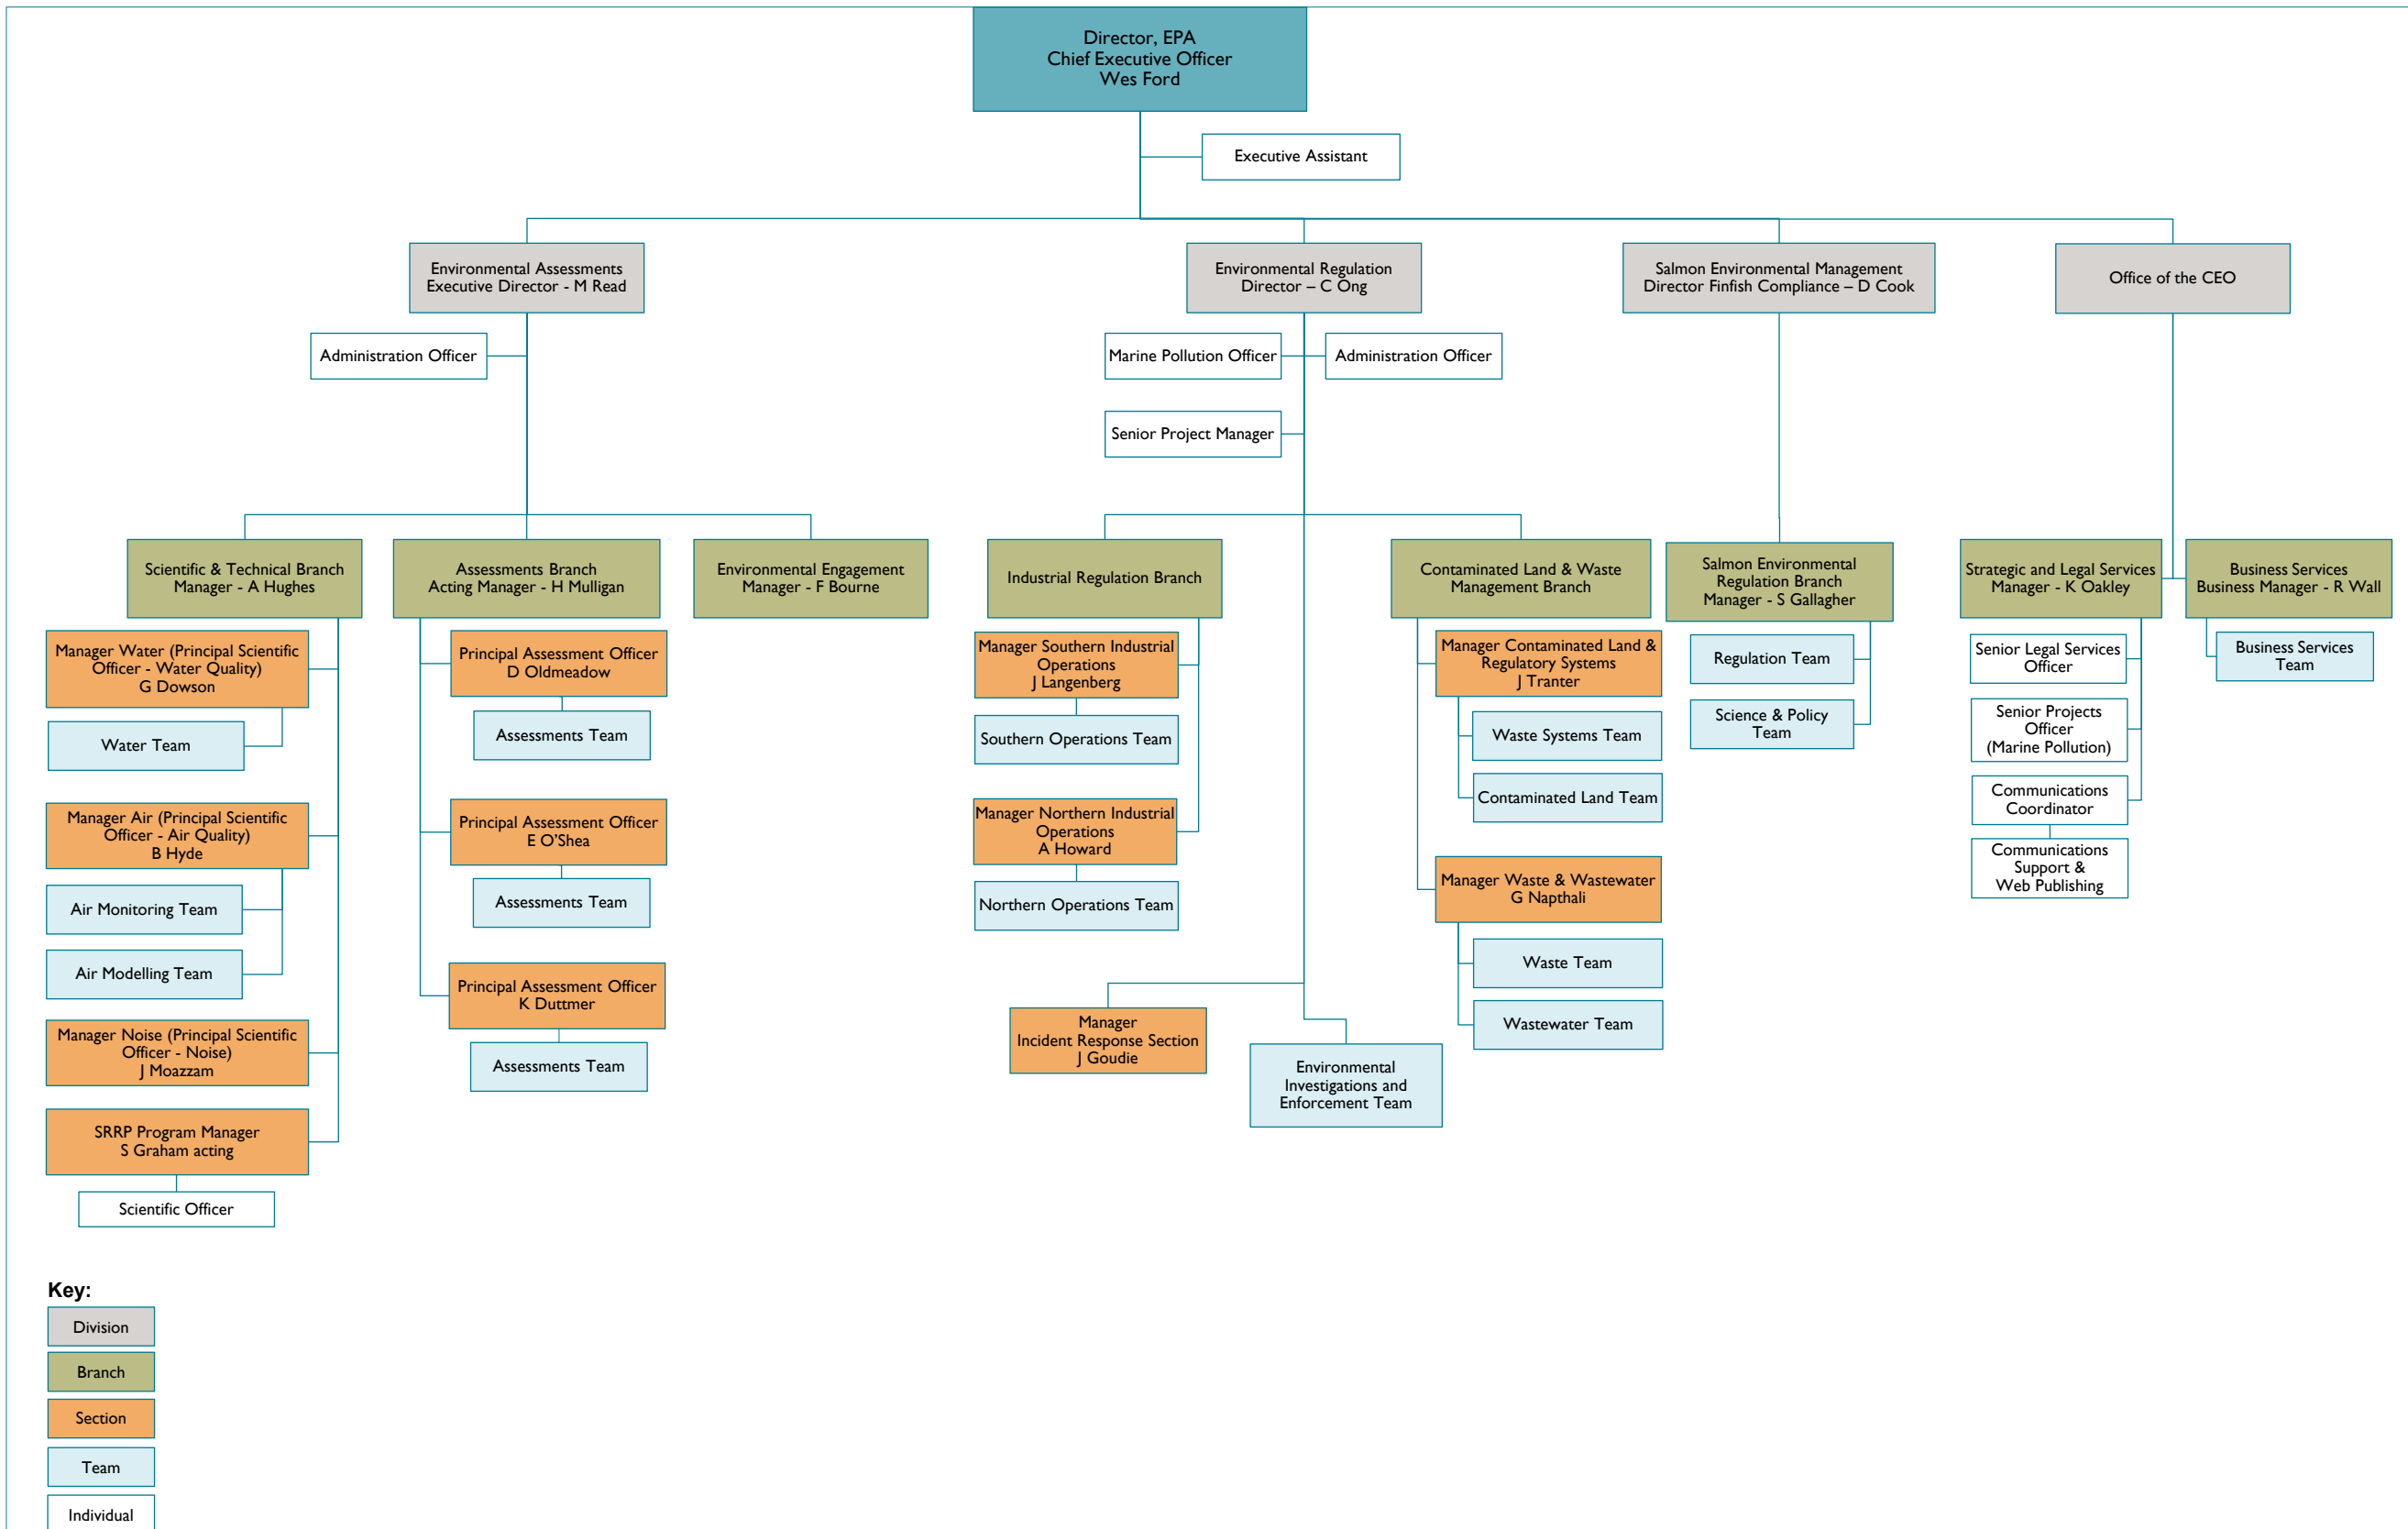 Director, EPA
Chief Executive Officer
Wes Ford
Executive Assistant
Environmental Assessments
Executive Director - M Read
Environmental Regulation
Director – C Ong
Salmon Environmental Management
Director Finfish Compliance – D Cook
Office of the CEO
Administration Officer
Marine Pollution Officer
Administration Officer
Senior Project Manager
Scientific & Technical Branch
Manager - A Hughes
Assessments Branch
Acting Manager - H Mulligan
Environmental Engagement
Manager - F Bourne
Industrial Regulation Branch
Contaminated Land & Waste
Management Branch
Salmon Environmental
Regulation Branch
Manager - S Gallagher
Strategic and Legal Services
Manager - K Oakley
Business Services
Business Manager - R Wall
Manager Water (Principal Scientific
Officer - Water Quality)
G Dowson
Water Team
Manager Air (Principal Scientific
Officer - Air Quality)
B Hyde
Air Monitoring Team
Air Modelling Team
Manager Noise (Principal Scientific
Officer - Noise)
J Moazzam
SRRP Program Manager
S Graham acting
Scientific Officer
Principal Assessment Officer
D Oldmeadow
Assessments Team
Principal Assessment Officer
E O'Shea
Assessments Team
Principal Assessment Officer
K Duttmer
Assessments Team
Manager Southern Industrial
Operations
J Langenberg
Southern Operations Team
Manager Northern Industrial
Operations
A Howard
Northern Operations Team
Manager
Incident Response Section
J Goudie
Environmental
Investigations and
Enforcement Team
Manager Contaminated Land &
Regulatory Systems
J Tranter
Waste Systems Team
Contaminated Land Team
Manager Waste & Wastewater
G Napthali
Waste Team
Wastewater Team
Regulation Team
Science & Policy
Team
Senior Legal Services
Officer
Senior Projects
Officer
(Marine Pollution)
Communications
Coordinator
Communications
Support &
Web Publishing
Business Services
Team
Key:
Division
Branch
Section
Team
Individual